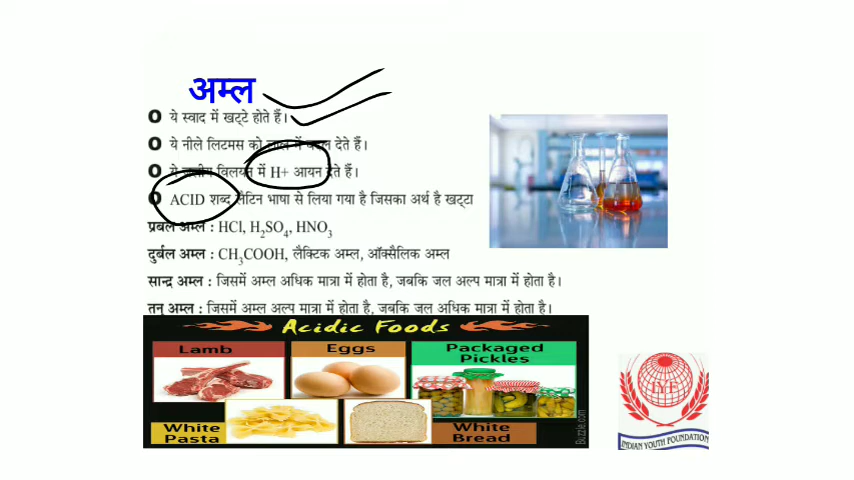 अम्ल
ये स्वाद में खट्टे होते हैं।
ये नीले लिटमस को लाल में बदल देते हैं।
ये जलीय विलयन में H+ आयन देते हैं।
ACID शब्द लैटिन भाषा से लिया गया है जिसका अर्थ है खट्टा
प्रबल अम्ल : HCl, H₂SO₄, HNO₃
दुर्बल अम्ल : CH₃COOH, लैक्टिक अम्ल, ऑक्सैलिक अम्ल
सान्द्र अम्ल : जिसमें अम्ल अधिक मात्रा में होता है, जबकि जल अल्प मात्रा में होता है।
तनु अम्ल : जिसमें अम्ल अल्प मात्रा में होता है, जबकि जल अधिक मात्रा में होता है।
Acidic Foods
Lamb
Eggs
Packaged
Pickles
White
Pasta
White
Bread
Buzzle.com
IYF
INDIAN YOUTH FOUNDATION